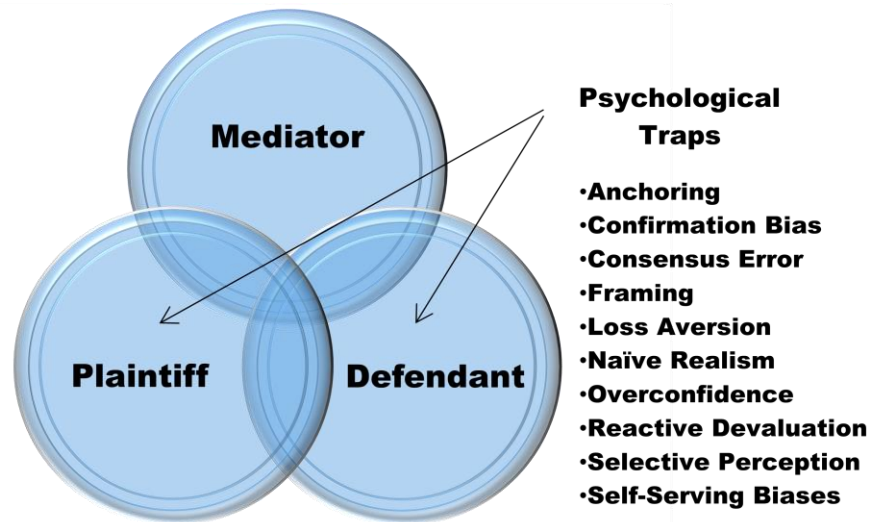 Mediator
Plaintiff
Defendant
Psychological
Traps
•Anchoring
•Confirmation Bias
•Consensus Error
•Framing
•Loss Aversion
•Naïve Realism
•Overconfidence
•Reactive Devaluation
•Selective Perception
•Self-Serving Biases